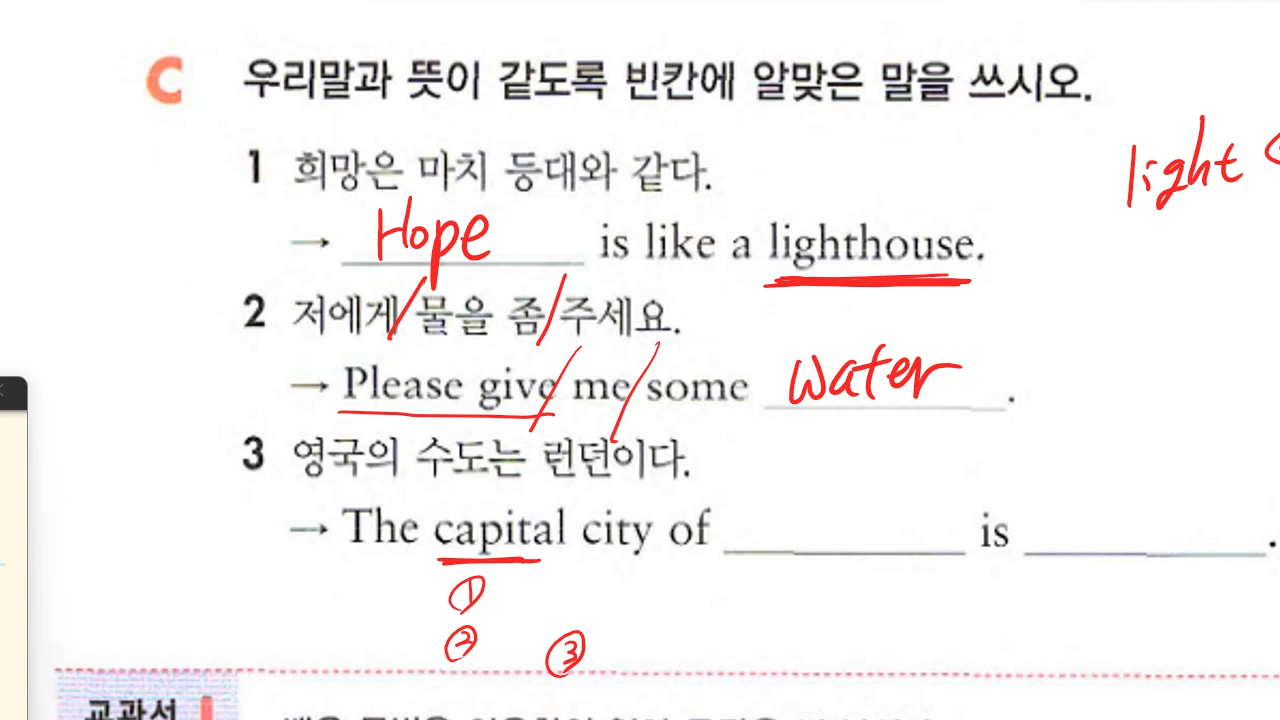 C 우리말과 뜻이 같도록 빈칸에 알맞은 말을 쓰시오.
1 희망은 마치 등대와 같다.
light
→ Hope is like a lighthouse.
2 저에게 물을 좀 주세요.
→ Please give me some water.
3 영국의 수도는 런던이다.
→ The capital city of ______ is ______.
①
② ③